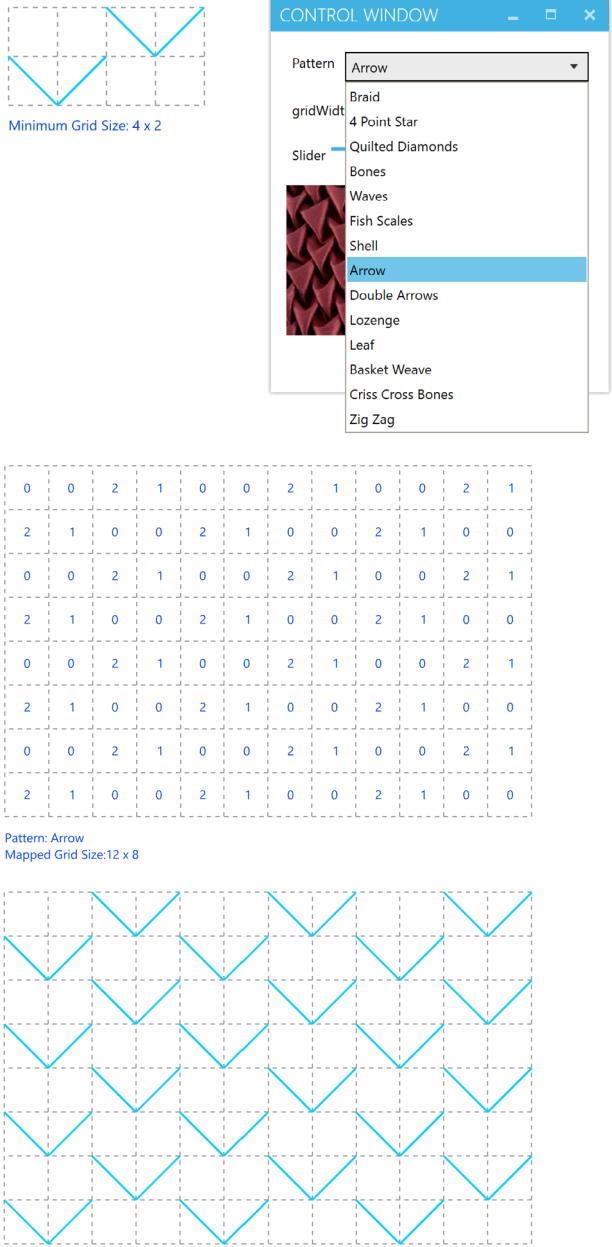 Minimum Grid Size: 4 x 2
CONTROL WINDOW
Pattern Arrow
gridWidt
Slider
Braid
4 Point Star
Quilted Diamonds
Bones
Waves
Fish Scales
Shell
Arrow
Double Arrows
Lozenge
Leaf
Basket Weave
Criss Cross Bones
Zig Zag
0 0 2 1 0 0 2 1 0 0 2 1
2 1 0 0 2 1 0 0 2 1 0 0
0 0 2 1 0 0 2 1 0 0 2 1
2 1 0 0 2 1 0 0 2 1 0 0
0 0 2 1 0 0 2 1 0 0 2 1
2 1 0 0 2 1 0 0 2 1 0 0
0 0 2 1 0 0 2 1 0 0 2 1
2 1 0 0 2 1 0 0 2 1 0 0
Pattern: Arrow
Mapped Grid Size:12 x 8